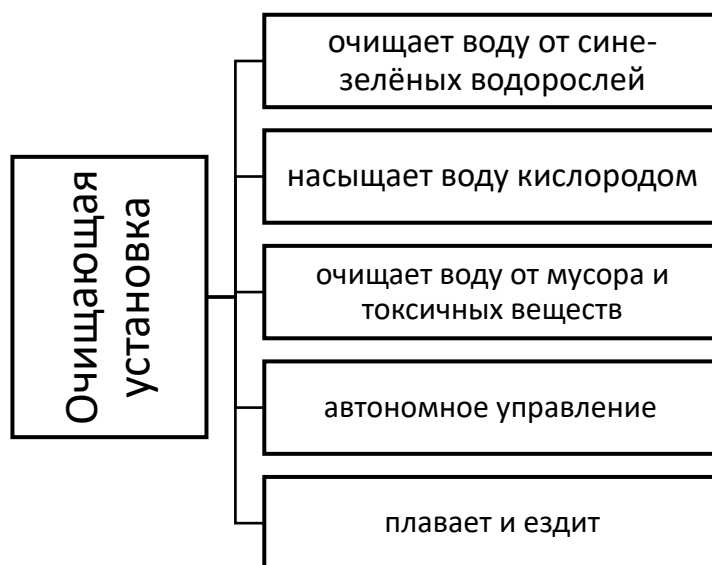 Очищающая
установка
очищает воду от сине-
зелёных водорослей
насыщает воду кислородом
очищает воду от мусора и
токсичных веществ
автономное управление
плавает и ездит